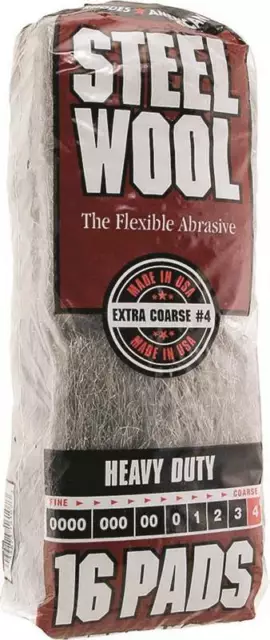 STEEL
WOOL
The Flexible Abrasive
MADE IN USA
EXTRA COARSE #4
MADE IN USA
HEAVY DUTY
FINE COARSE
0000 000 00 0 1 2 3 4
16 PADS